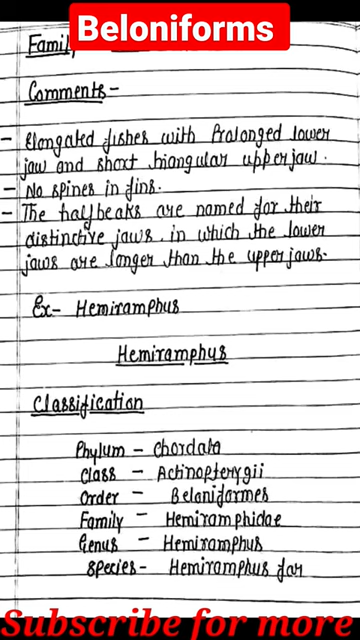 Beloniforms
Family
Comments -
- Elongated fishes with Prolonged lower
jaw and short triangular upper jaw.
- No spines in fins.
- The halfbeaks are named for their
distinctive jaws, in which the lower
jaws are longer than the upper jaws.
Ex- Hemiramphus
Hemiramphus
Classification
Phylum - Chordata
Class - Actinopterygii
Order - Beloniformes
Family - Hemiramphidae
Genus - Hemiramphus
Species- Hemiramphus far
Subscribe for more